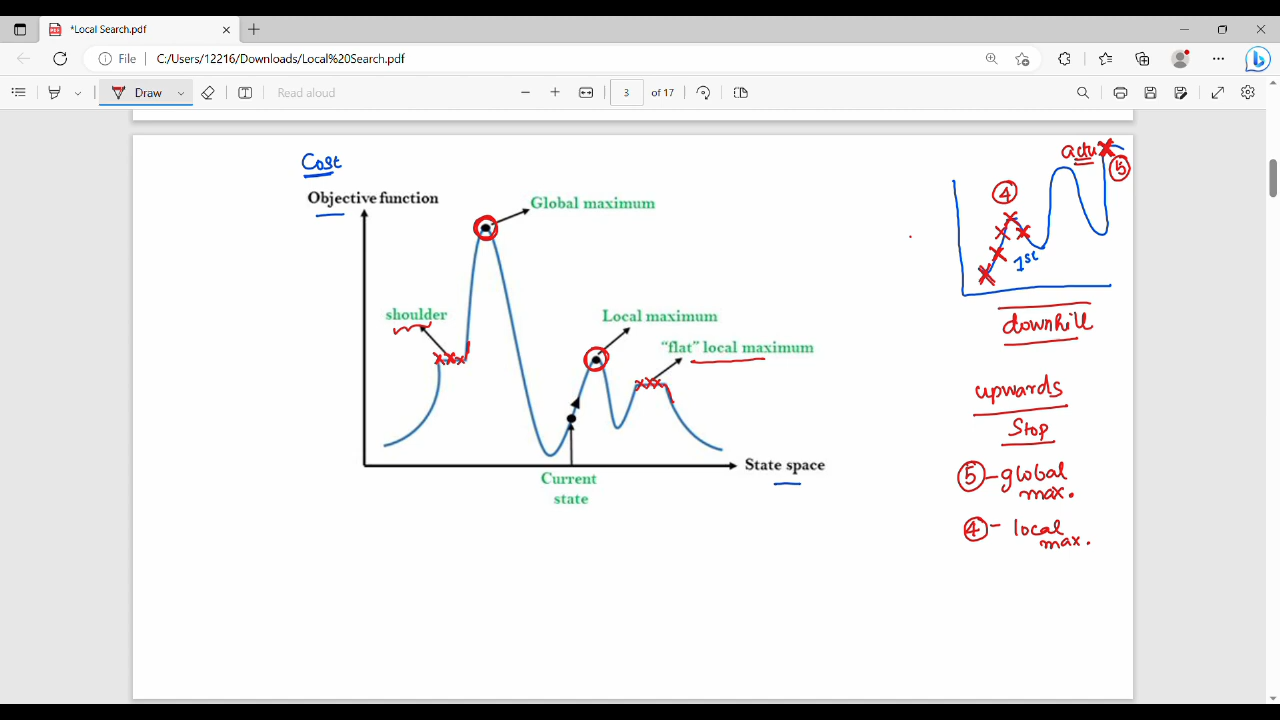 *Local Search.pdf
File
C:/Users/12216/Downloads/Local%20Search.pdf
Draw
Read aloud
3
of 17
Cost
Objective function
Global maximum
shoulder
Local maximum
"flat" local maximum
State space
Current
state
actu
5
4
1st
downhill
upwards
Stop
5 - global
max.
4 - local
max.